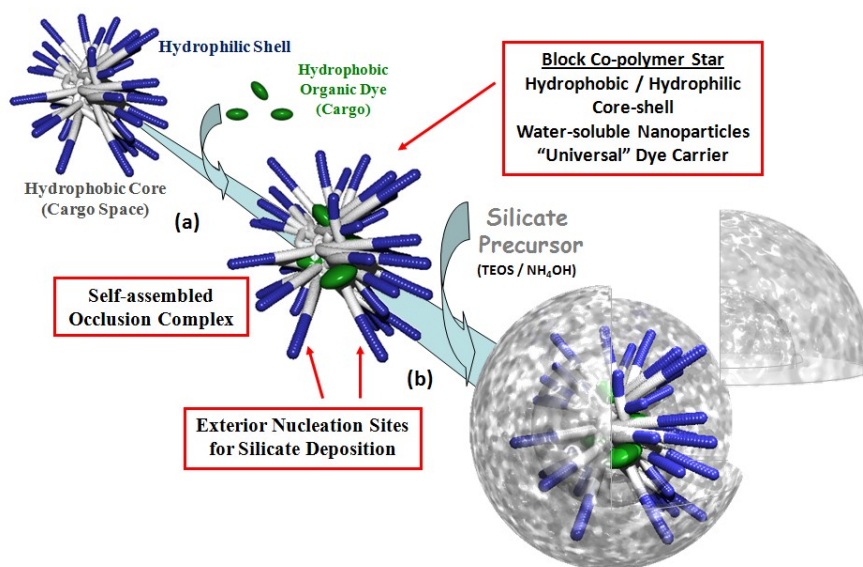 Hydrophilic Shell
Hydrophobic
Organic Dye
(Cargo)
Block Co-polymer Star
Hydrophobic / Hydrophilic
Core-shell
Water-soluble Nanoparticles
“Universal” Dye Carrier
Hydrophobic Core
(Cargo Space)
(a)
Silicate
Precursor
(TEOS / NH₄OH)
Self-assembled
Occlusion Complex
(b)
Exterior Nucleation Sites
for Silicate Deposition